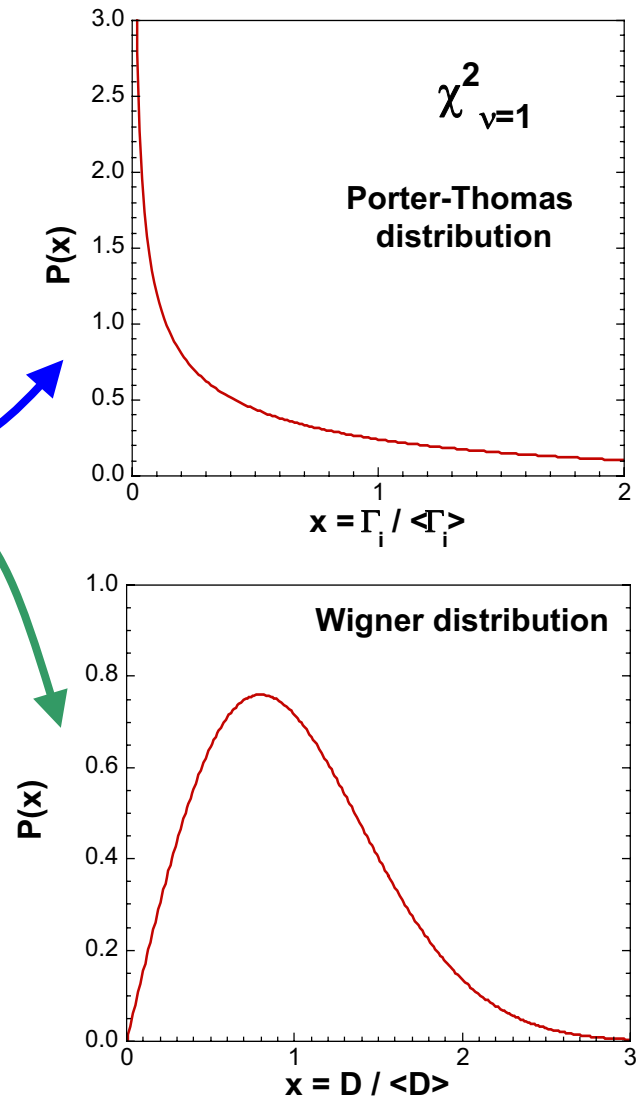 3.0
2.5
2.0
1.5
1.0
0.5
0.0
P(x)
χ²ν=1
Porter-Thomas
distribution
0 1 2
x = Γi / <Γi>
1.0
0.8
0.6
0.4
0.2
0.0
P(x)
Wigner distribution
0 1 2 3
x = D / <D>